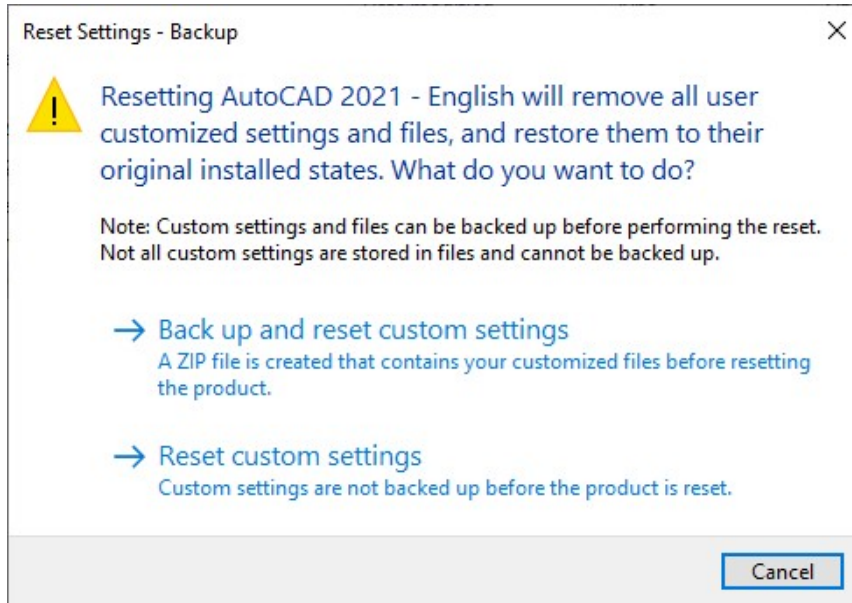 Reset Settings - Backup
Resetting AutoCAD 2021 - English will remove all user
customized settings and files, and restore them to their
original installed states. What do you want to do?
Note: Custom settings and files can be backed up before performing the reset.
Not all custom settings are stored in files and cannot be backed up.
Back up and reset custom settings
A ZIP file is created that contains your customized files before resetting
the product.
Reset custom settings
Custom settings are not backed up before the product is reset.
Cancel